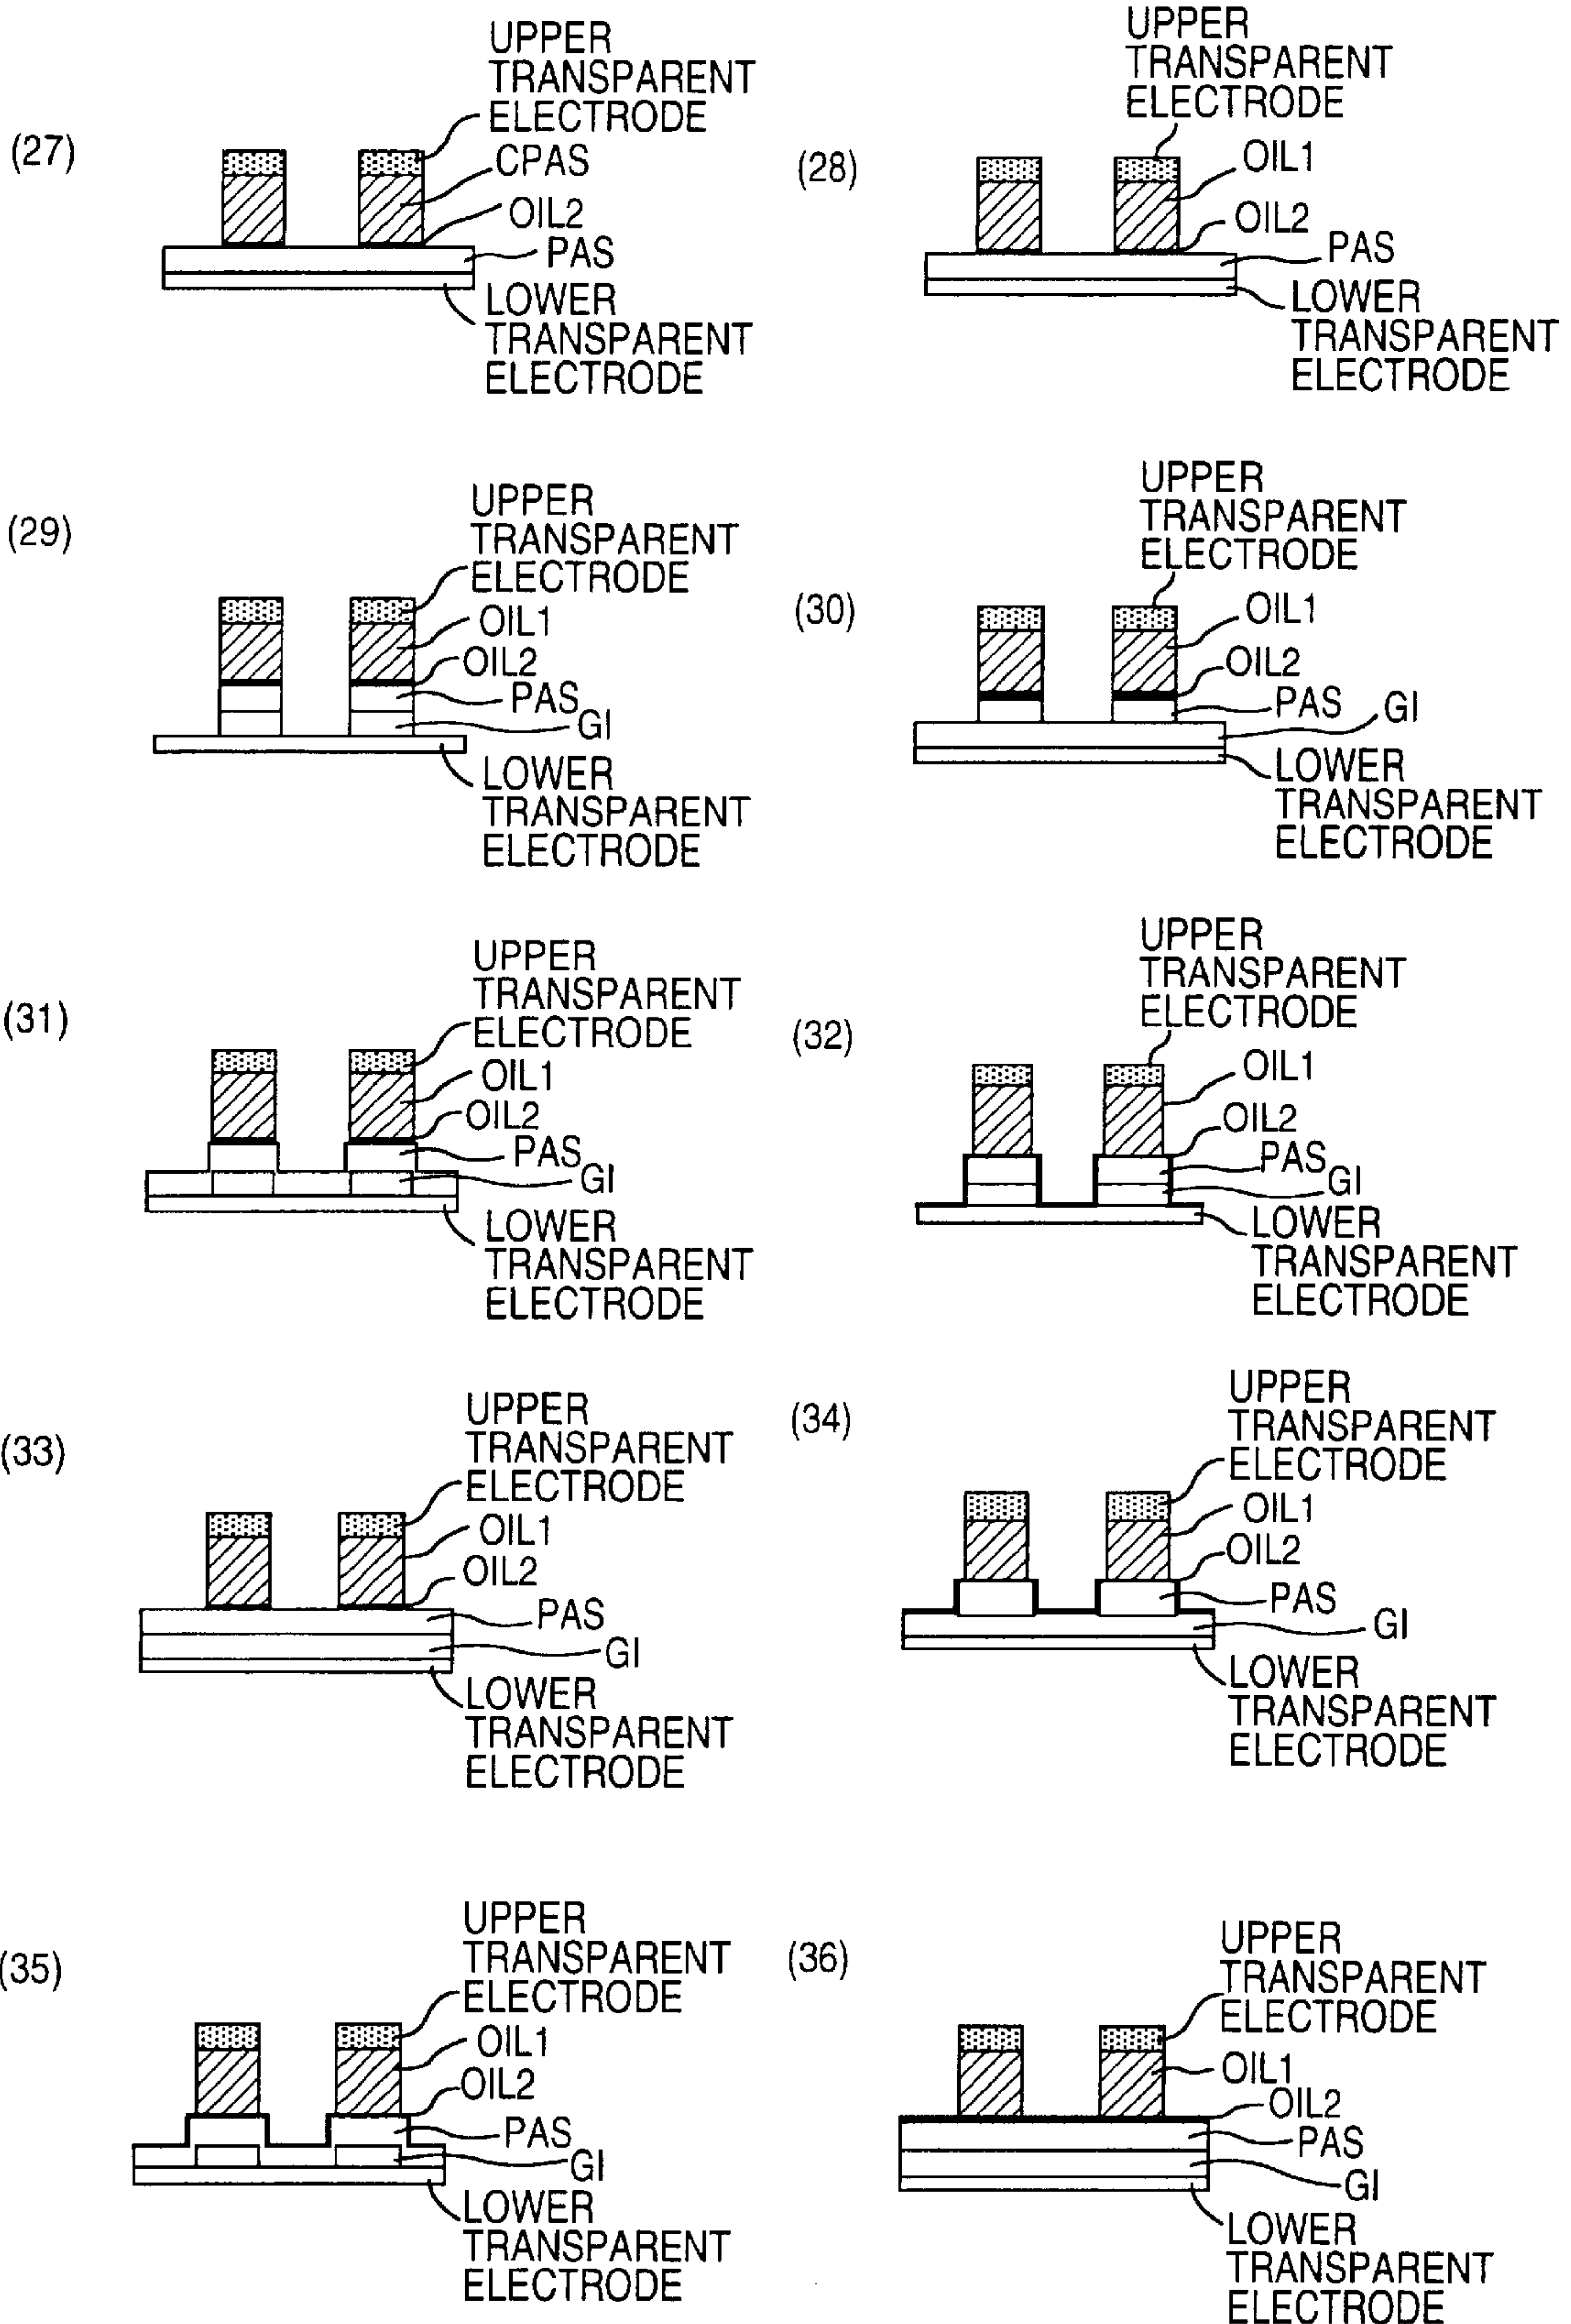 (27)
UPPER
TRANSPARENT
ELECTRODE
CPAS
OIL2
PAS
LOWER
TRANSPARENT
ELECTRODE
(28)
UPPER
TRANSPARENT
ELECTRODE
OIL1
OIL2
PAS
LOWER
TRANSPARENT
ELECTRODE
(29)
UPPER
TRANSPARENT
ELECTRODE
OIL1
OIL2
PAS
GI
LOWER
TRANSPARENT
ELECTRODE
(30)
UPPER
TRANSPARENT
ELECTRODE
OIL1
OIL2
PAS
GI
LOWER
TRANSPARENT
ELECTRODE
(31)
UPPER
TRANSPARENT
ELECTRODE
OIL1
OIL2
PAS
GI
LOWER
TRANSPARENT
ELECTRODE
(32)
UPPER
TRANSPARENT
ELECTRODE
OIL1
OIL2
PAS
GI
LOWER
TRANSPARENT
ELECTRODE
(33)
UPPER
TRANSPARENT
ELECTRODE
OIL1
OIL2
PAS
GI
LOWER
TRANSPARENT
ELECTRODE
(34)
UPPER
TRANSPARENT
ELECTRODE
OIL1
OIL2
PAS
GI
LOWER
TRANSPARENT
ELECTRODE
(35)
UPPER
TRANSPARENT
ELECTRODE
OIL1
OIL2
PAS
GI
LOWER
TRANSPARENT
ELECTRODE
(36)
UPPER
TRANSPARENT
ELECTRODE
OIL1
OIL2
PAS
GI
LOWER
TRANSPARENT
ELECTRODE